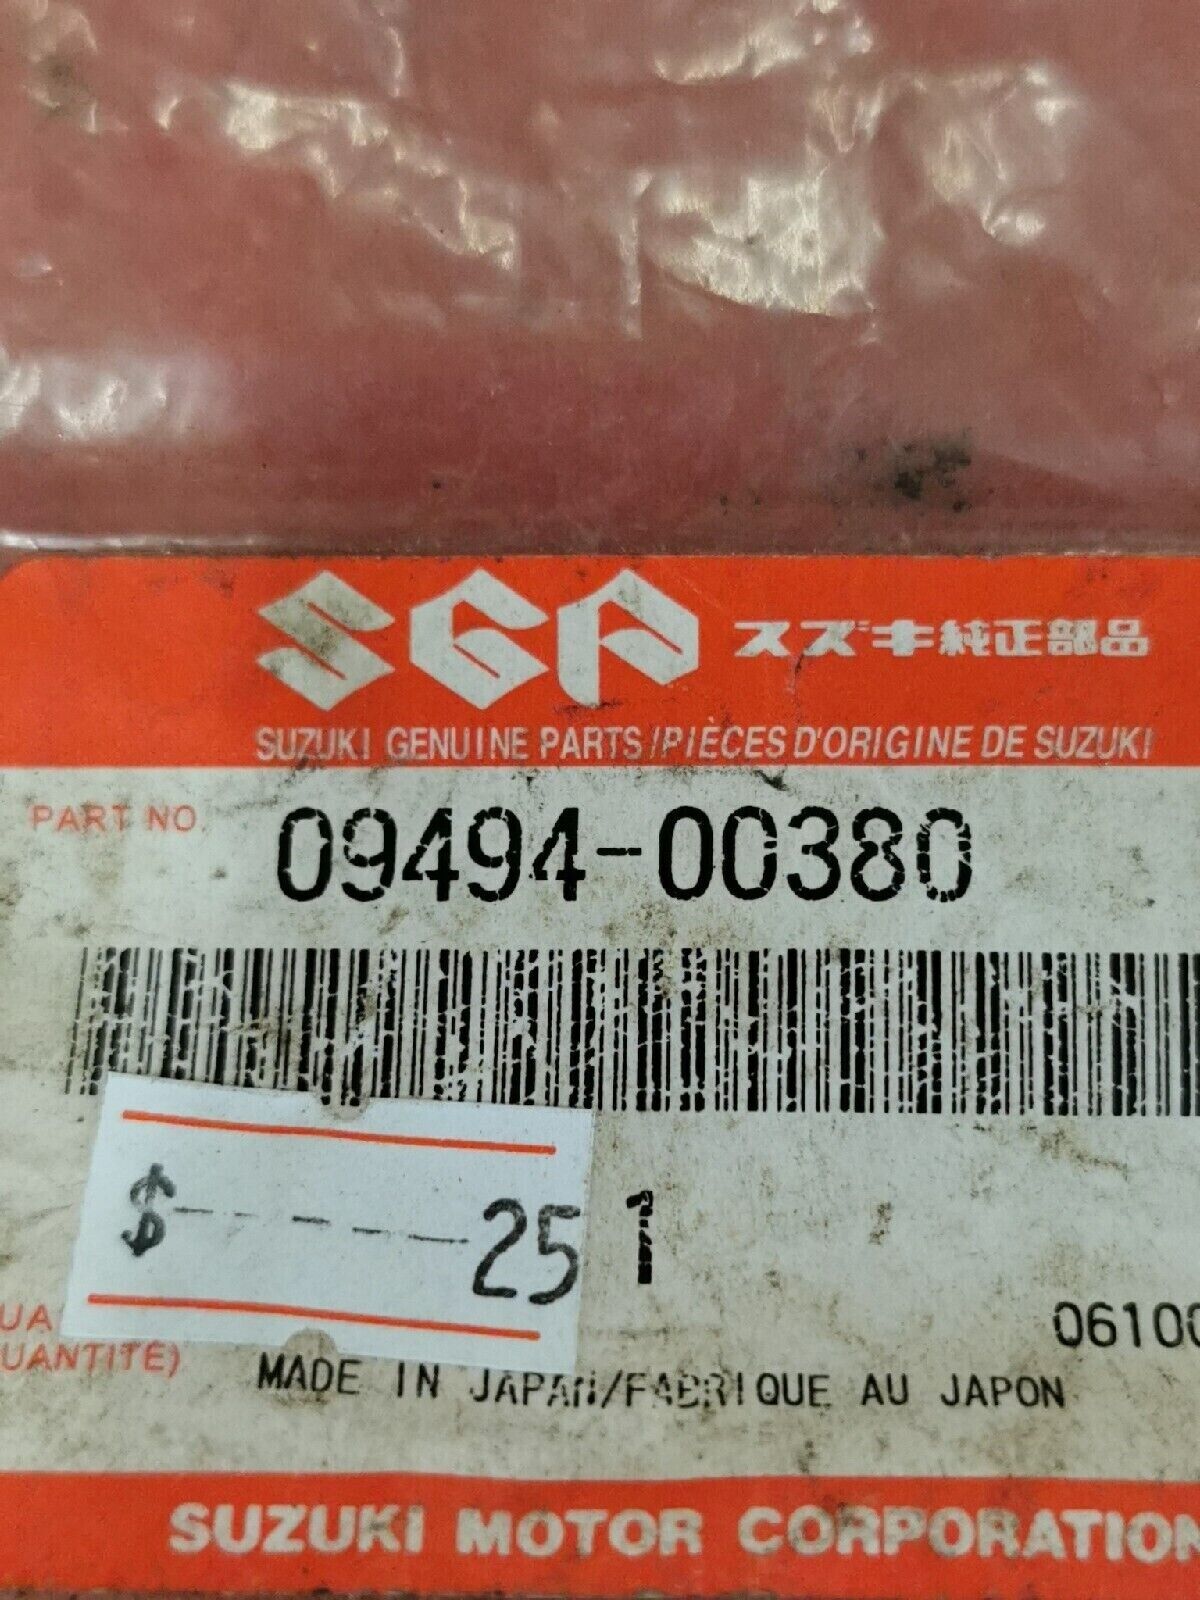 SGP スズキ純正部品
SUZUKI GENUINE PARTS/PIÈCES D'ORIGINE DE SUZUKI
PART NO. 09494-00380
$ 25 1
UANTITÉ)
MADE IN JAPAN/FABRIQUE AU JAPON
SUZUKI MOTOR CORPORATION